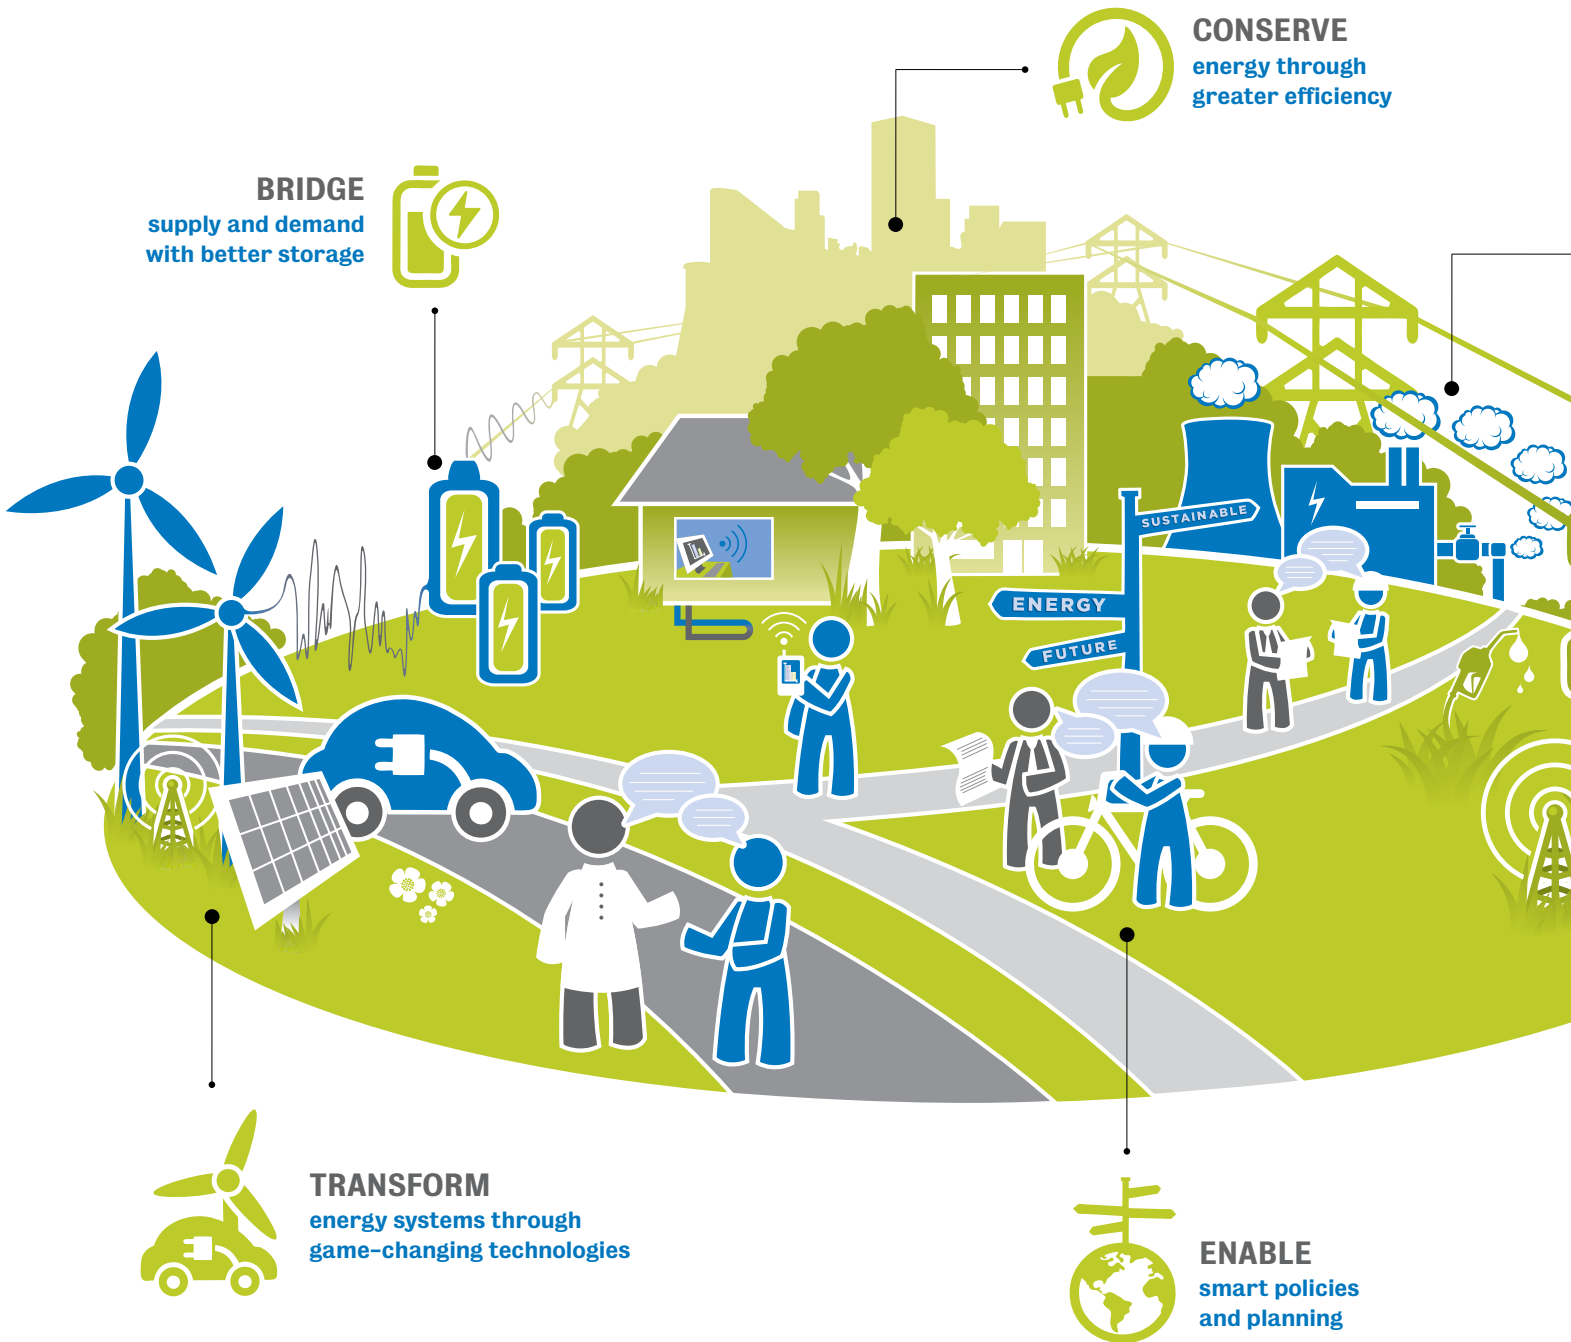 CONSERVE
energy through
greater efficiency
BRIDGE
supply and demand
with better storage
SUSTAINABLE
ENERGY
FUTURE
TRANSFORM
energy systems through
game-changing technologies
ENABLE
smart policies
and planning